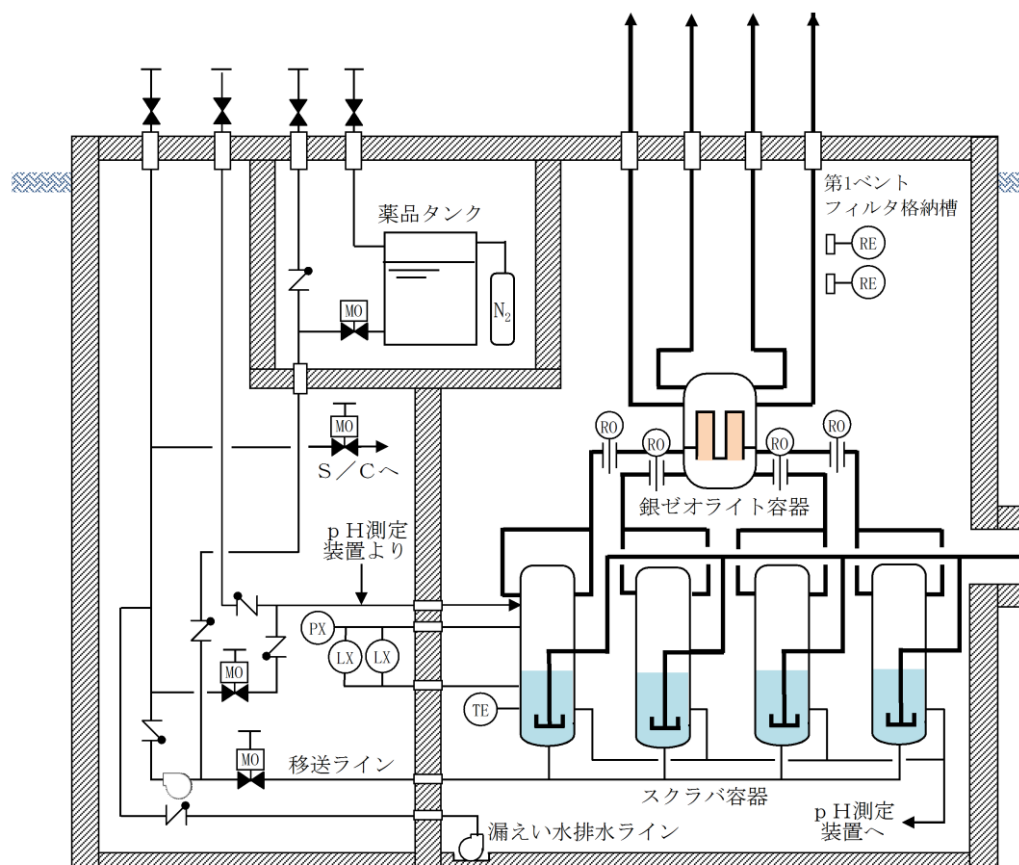 第1ベント
フィルタ格納槽
薬品タンク
RE
RE
MO
N₂
MO
S/Cへ
RO
RO
RO
RO
銀ゼオライト容器
pH測定
装置より
PX
LX
LX
MO
TE
MO
移送ライン
スクラバ容器
pH測定
装置へ
漏えい水排水ライン